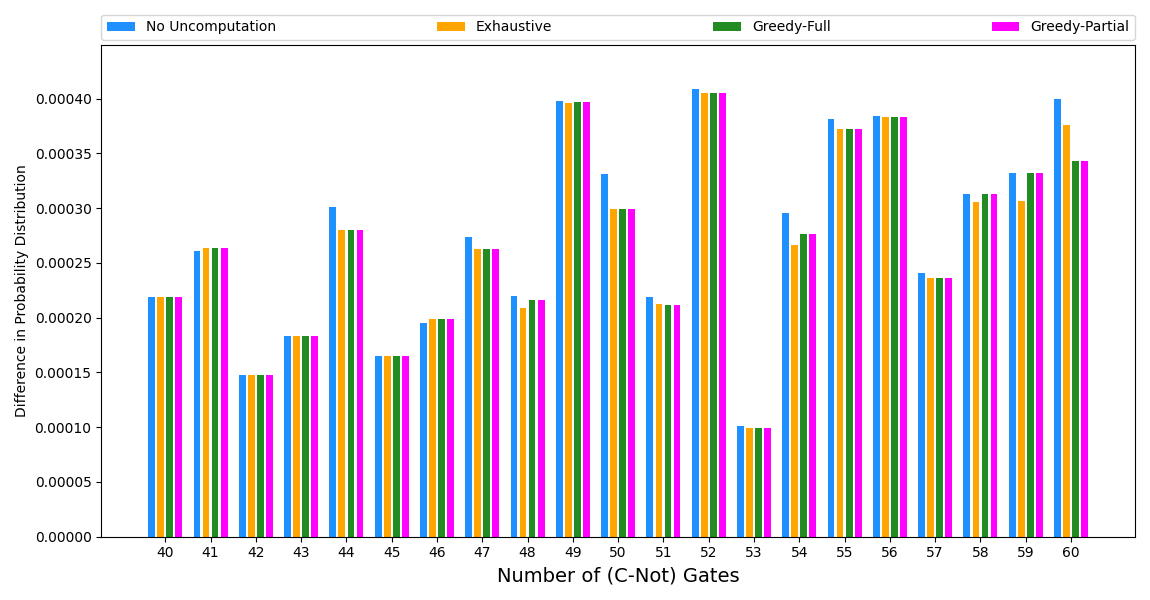 No Uncomputation Exhaustive Greedy-Full Greedy-Partial
0.00040
0.00035
0.00030
0.00025
0.00020
0.00015
0.00010
0.00005
0.00000
Difference in Probability Distribution
40 41 42 43 44 45 46 47 48 49 50 51 52 53 54 55 56 57 58 59 60
Number of (C-Not) Gates